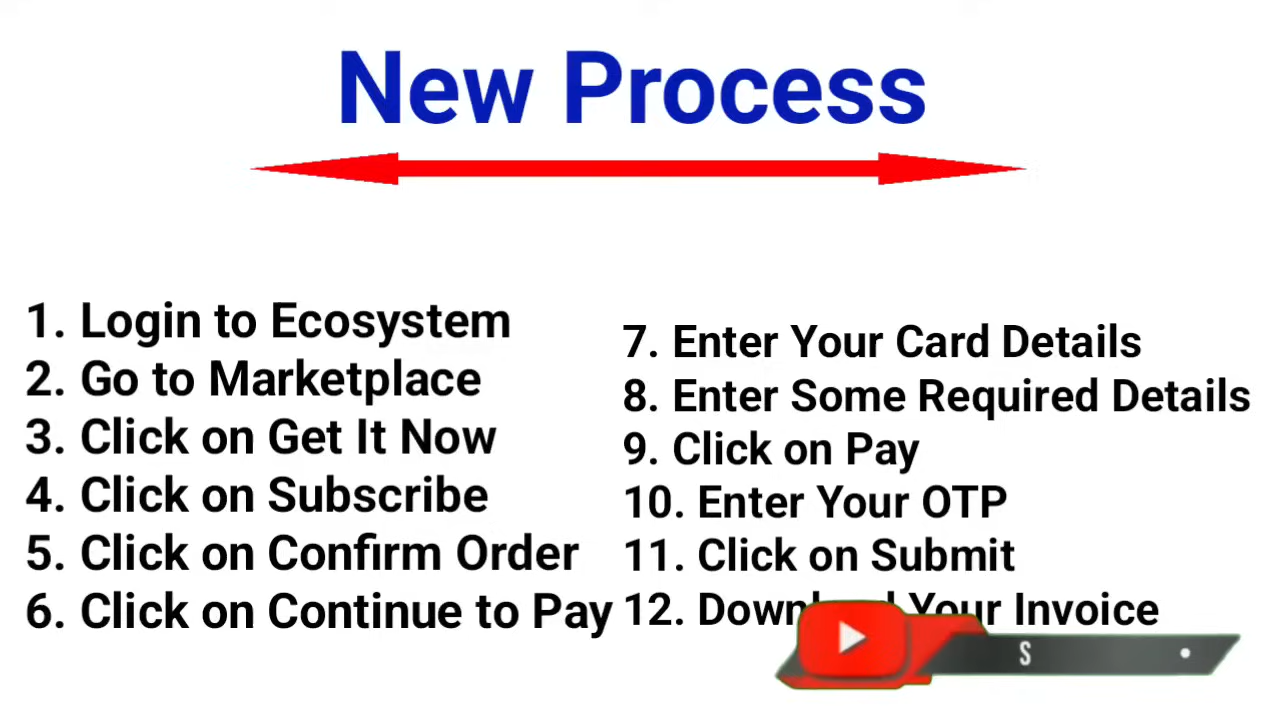 New Process
1. Login to Ecosystem
2. Go to Marketplace
3. Click on Get It Now
4. Click on Subscribe
5. Click on Confirm Order
6. Click on Continue to Pay
7. Enter Your Card Details
8. Enter Some Required Details
9. Click on Pay
10. Enter Your OTP
11. Click on Submit
12. Download Your Invoice
S